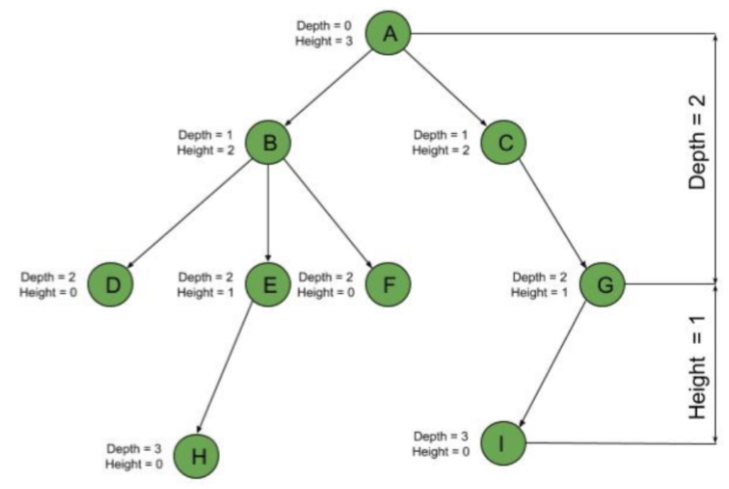 Depth = 0
Height = 3
A
Depth = 1
Height = 2
B
Depth = 1
Height = 2
C
Depth = 2
Depth = 2
Height = 0
D
Depth = 2
Height = 1
E
Depth = 2
Height = 0
F
Depth = 2
Height = 1
G
Height = 1
Depth = 3
Height = 0
H
Depth = 3
Height = 0
I